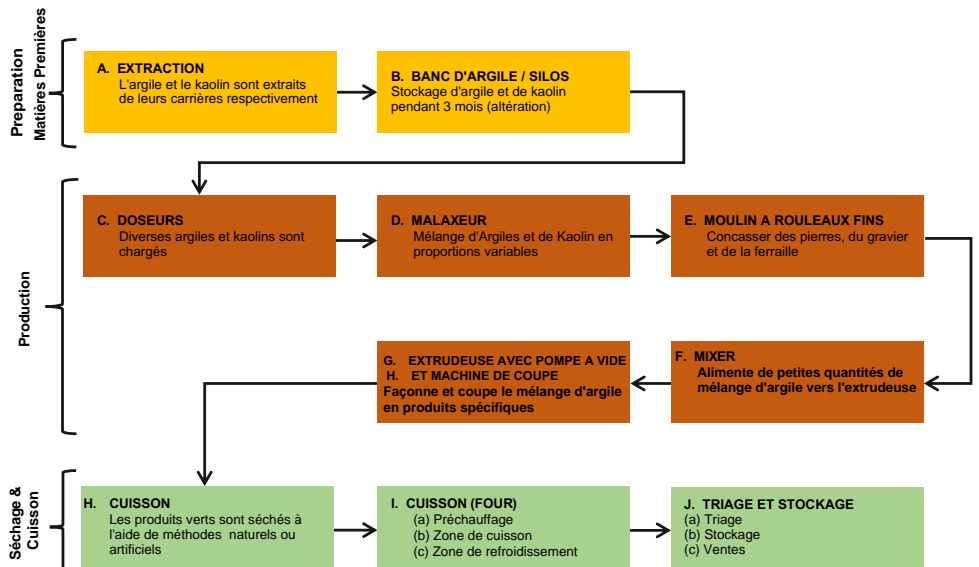 Preparation
Matières Premières
A. EXTRACTION
L'argile et le kaolin sont extraits
de leurs carrières respectivement
B. BANC D'ARGILE / SILOS
Stockage d'argile et de kaolin
pendant 3 mois (altération)
Production
C. DOSEURS
Diverses argiles et kaolins sont
chargés
D. MALAXEUR
Mélange d'Argiles et de Kaolin en
proportions variables
E. MOULIN A ROULEAUX FINS
Concasser des pierres, du gravier
et de la ferraille
F. MIXER
Alimente de petites quantités de
mélange d'argile vers l'extrudeuse
G. EXTRUDEUSE AVEC POMPE A VIDE
H. ET MACHINE DE COUPE
Façonne et coupe le mélange d'argile
en produits spécifiques
Séchage &
Cuisson
H. CUISSON
Les produits verts sont séchés à
l'aide de méthodes naturels ou
artificiels
I. CUISSON (FOUR)
(a) Préchauffage
(b) Zone de cuisson
(c) Zone de refroidissement
J. TRIAGE ET STOCKAGE
(a) Triage
(b) Stockage
(c) Ventes